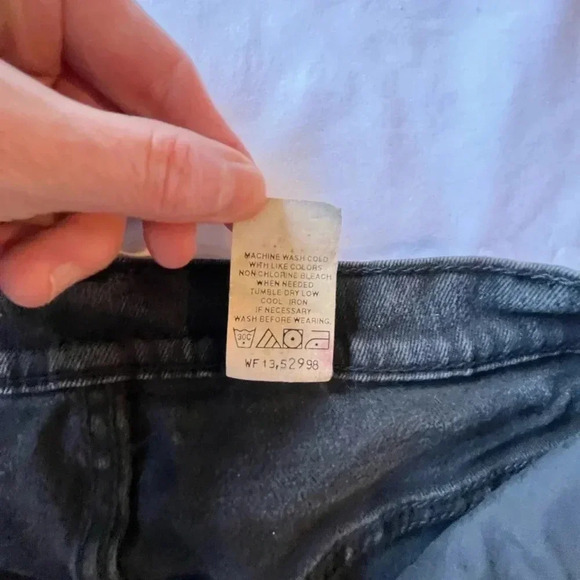 MACHINE WASH COLD
WITH LIKE COLORS
NON CHLORINE BLEACH
WHEN NEEDED
TUMBLE DRY LOW
COOL IRON
IF NECESSARY
WASH BEFORE WEARING.
30C
WF 13,52998